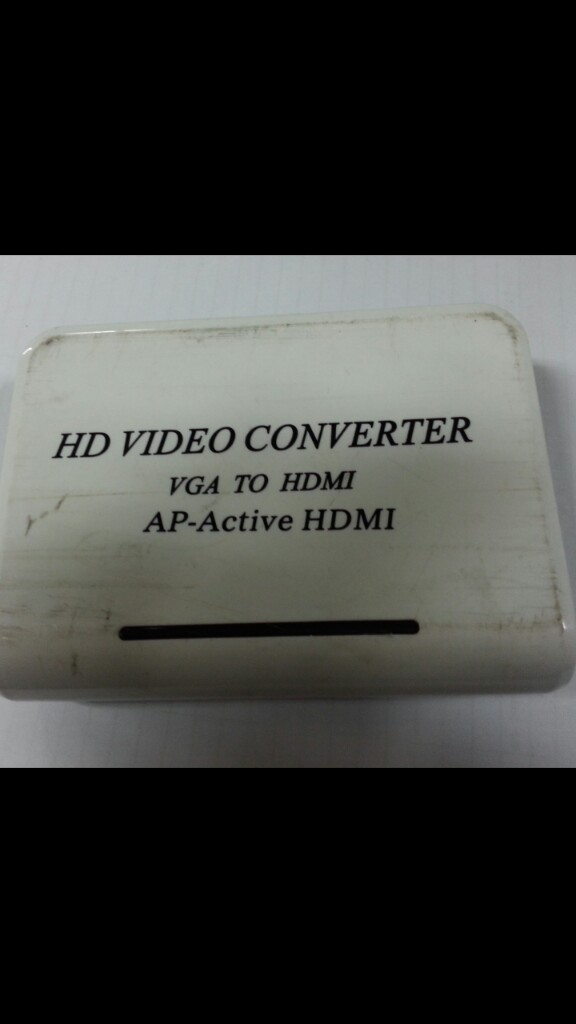 HD VIDEO CONVERTER
VGA TO HDMI
AP-Active HDMI